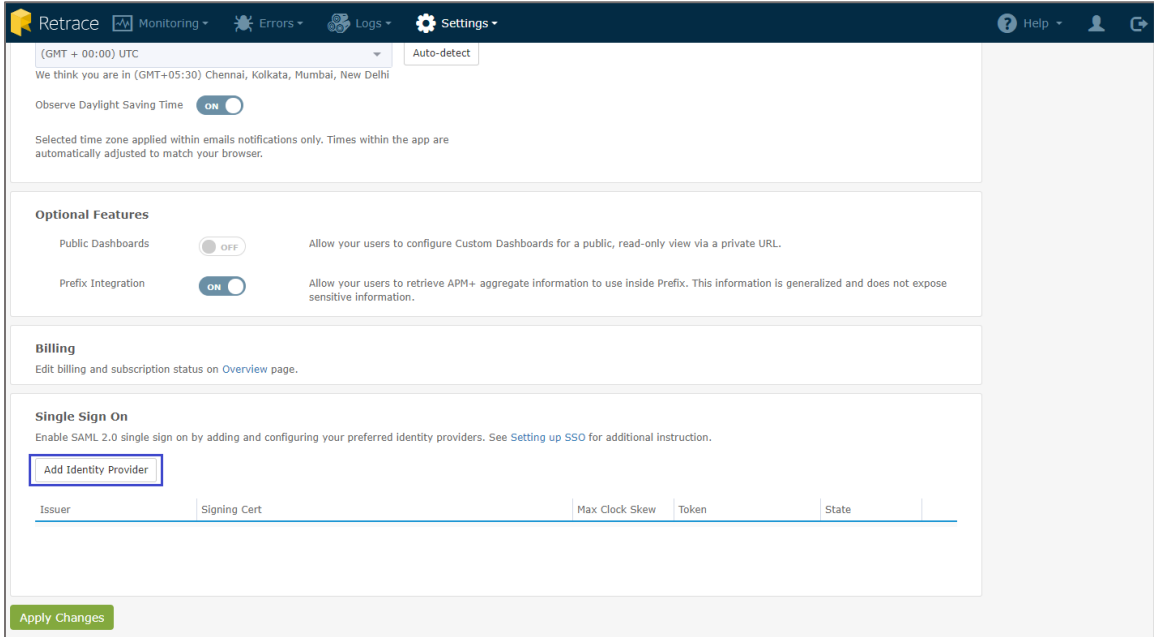 Retrace Monitoring Errors Logs Settings Help
(GMT + 00:00) UTC Auto-detect
We think you are in (GMT+05:30) Chennai, Kolkata, Mumbai, New Delhi
Observe Daylight Saving Time ON
Selected time zone applied within emails notifications only. Times within the app are
automatically adjusted to match your browser.
Optional Features
Public Dashboards OFF Allow your users to configure Custom Dashboards for a public, read-only view via a private URL.
Prefix Integration ON Allow your users to retrieve APM+ aggregate information to use inside Prefix. This information is generalized and does not expose
sensitive information.
Billing
Edit billing and subscription status on Overview page.
Single Sign On
Enable SAML 2.0 single sign on by adding and configuring your preferred identity providers. See Setting up SSO for additional instruction.
Add Identity Provider
Issuer Signing Cert Max Clock Skew Token State
Apply Changes